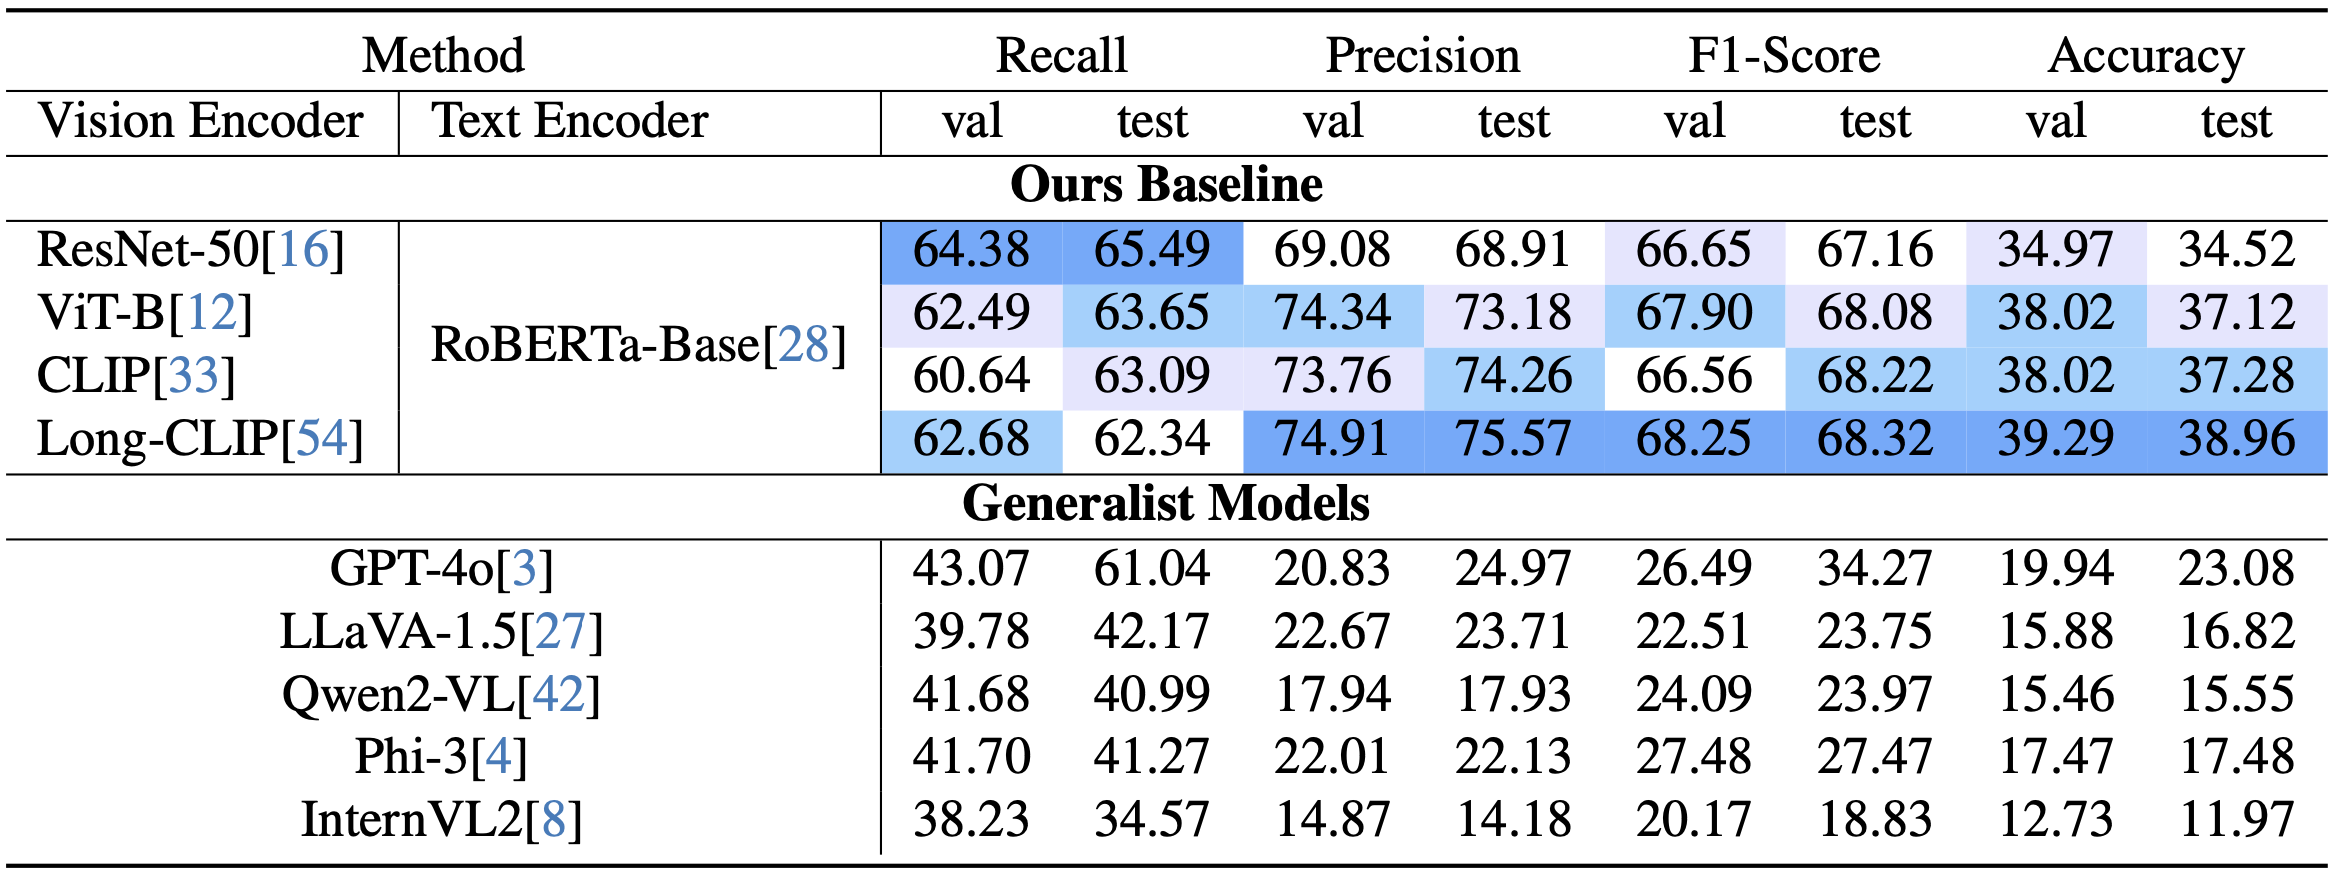 Method Recall Precision F1-Score Accuracy
Vision Encoder Text Encoder val test val test val test val test
Ours Baseline
ResNet-50[16] 64.38 65.49 69.08 68.91 66.65 67.16 34.97 34.52
ViT-B[12] 62.49 63.65 74.34 73.18 67.90 68.08 38.02 37.12
RoBERTa-Base[28]
CLIP[33] 60.64 63.09 73.76 74.26 66.56 68.22 38.02 37.28
Long-CLIP[54] 62.68 62.34 74.91 75.57 68.25 68.32 39.29 38.96
Generalist Models
GPT-4o[3] 43.07 61.04 20.83 24.97 26.49 34.27 19.94 23.08
LLaVA-1.5[27] 39.78 42.17 22.67 23.71 22.51 23.75 15.88 16.82
Qwen2-VL[42] 41.68 40.99 17.94 17.93 24.09 23.97 15.46 15.55
Phi-3[4] 41.70 41.27 22.01 22.13 27.48 27.47 17.47 17.48
InternVL2[8] 38.23 34.57 14.87 14.18 20.17 18.83 12.73 11.97